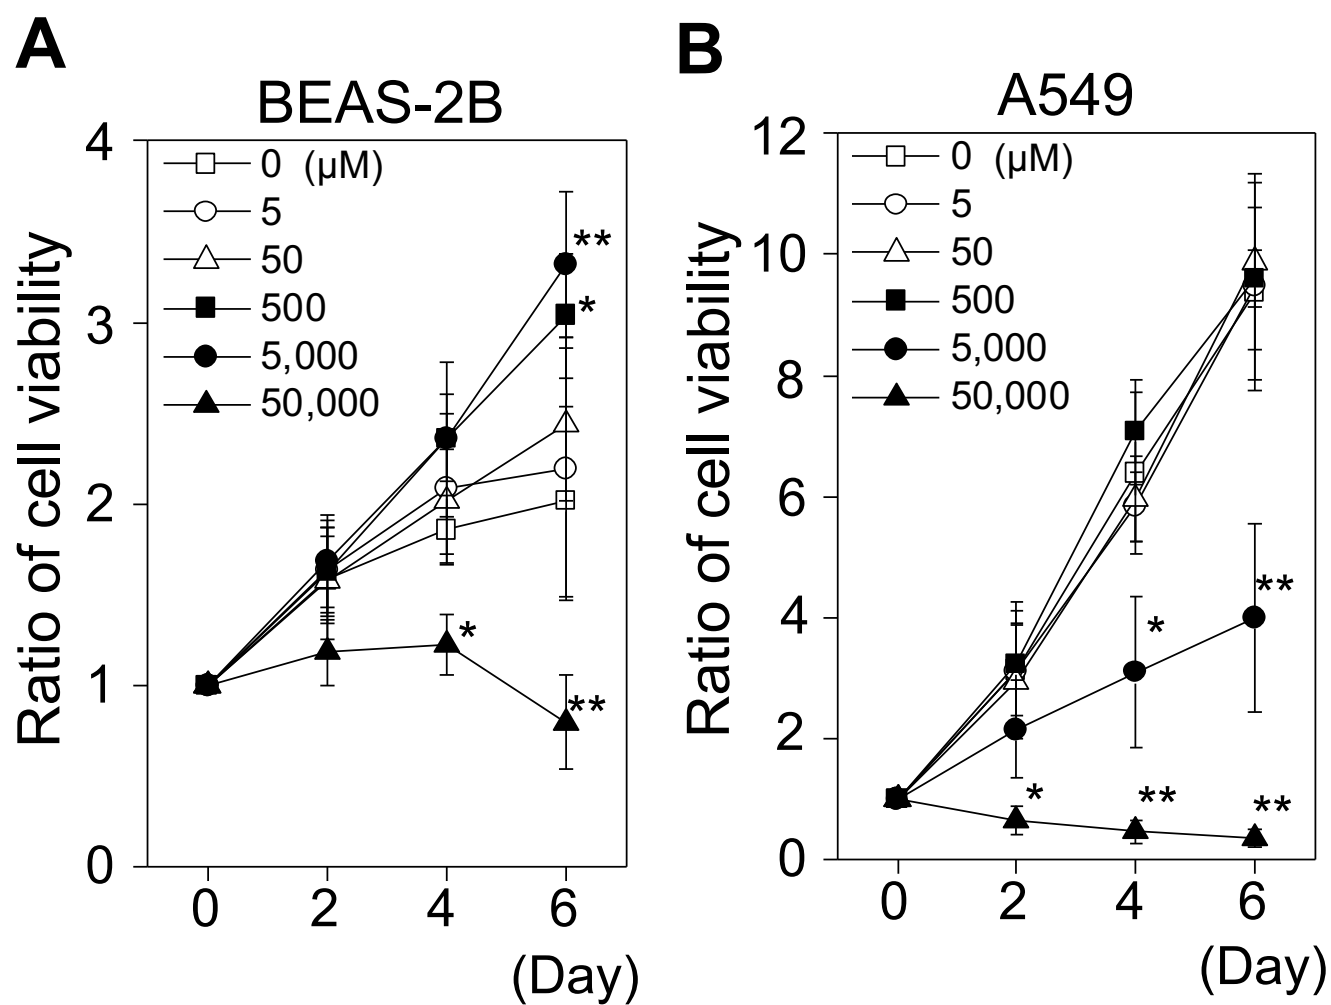 A
BEAS-2B
Ratio of cell viability
4
3
2
1
0
0 (µM)
5
50
500
5,000
50,000
**
*
*
**
0 2 4 6
(Day)
B
A549
Ratio of cell viability
12
10
8
6
4
2
0
0 (µM)
5
50
500
5,000
50,000
**
*
*
**
**
0 2 4 6
(Day)